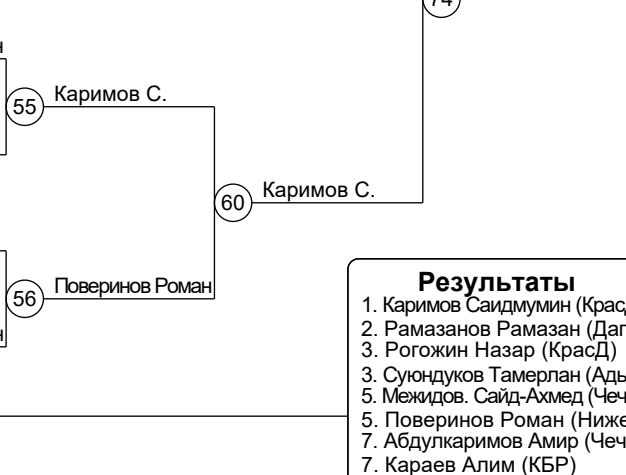 74
55 Каримов С.
60 Каримов С.
56 Поверинов Роман
Результаты
1. Каримов Саидмумин (Крас
2. Рамазанов Рамазан (Даг
3. Рогожин Назар (КрасД)
3. Суюндуков Тамерлан (Ады
5. Межидов. Сайд-Ахмед (Чеч
5. Поверинов Роман (Ниже
7. Абдулкаримов Амир (Чеч
7. Караев Алим (КБР)